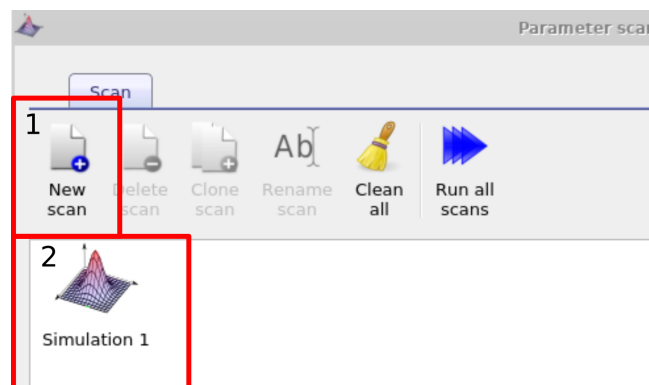 Parameter scan
Scan
1
New scan
Delete scan
Clone scan
Ab
Rename scan
Clean all
Run all scans
2
Simulation 1